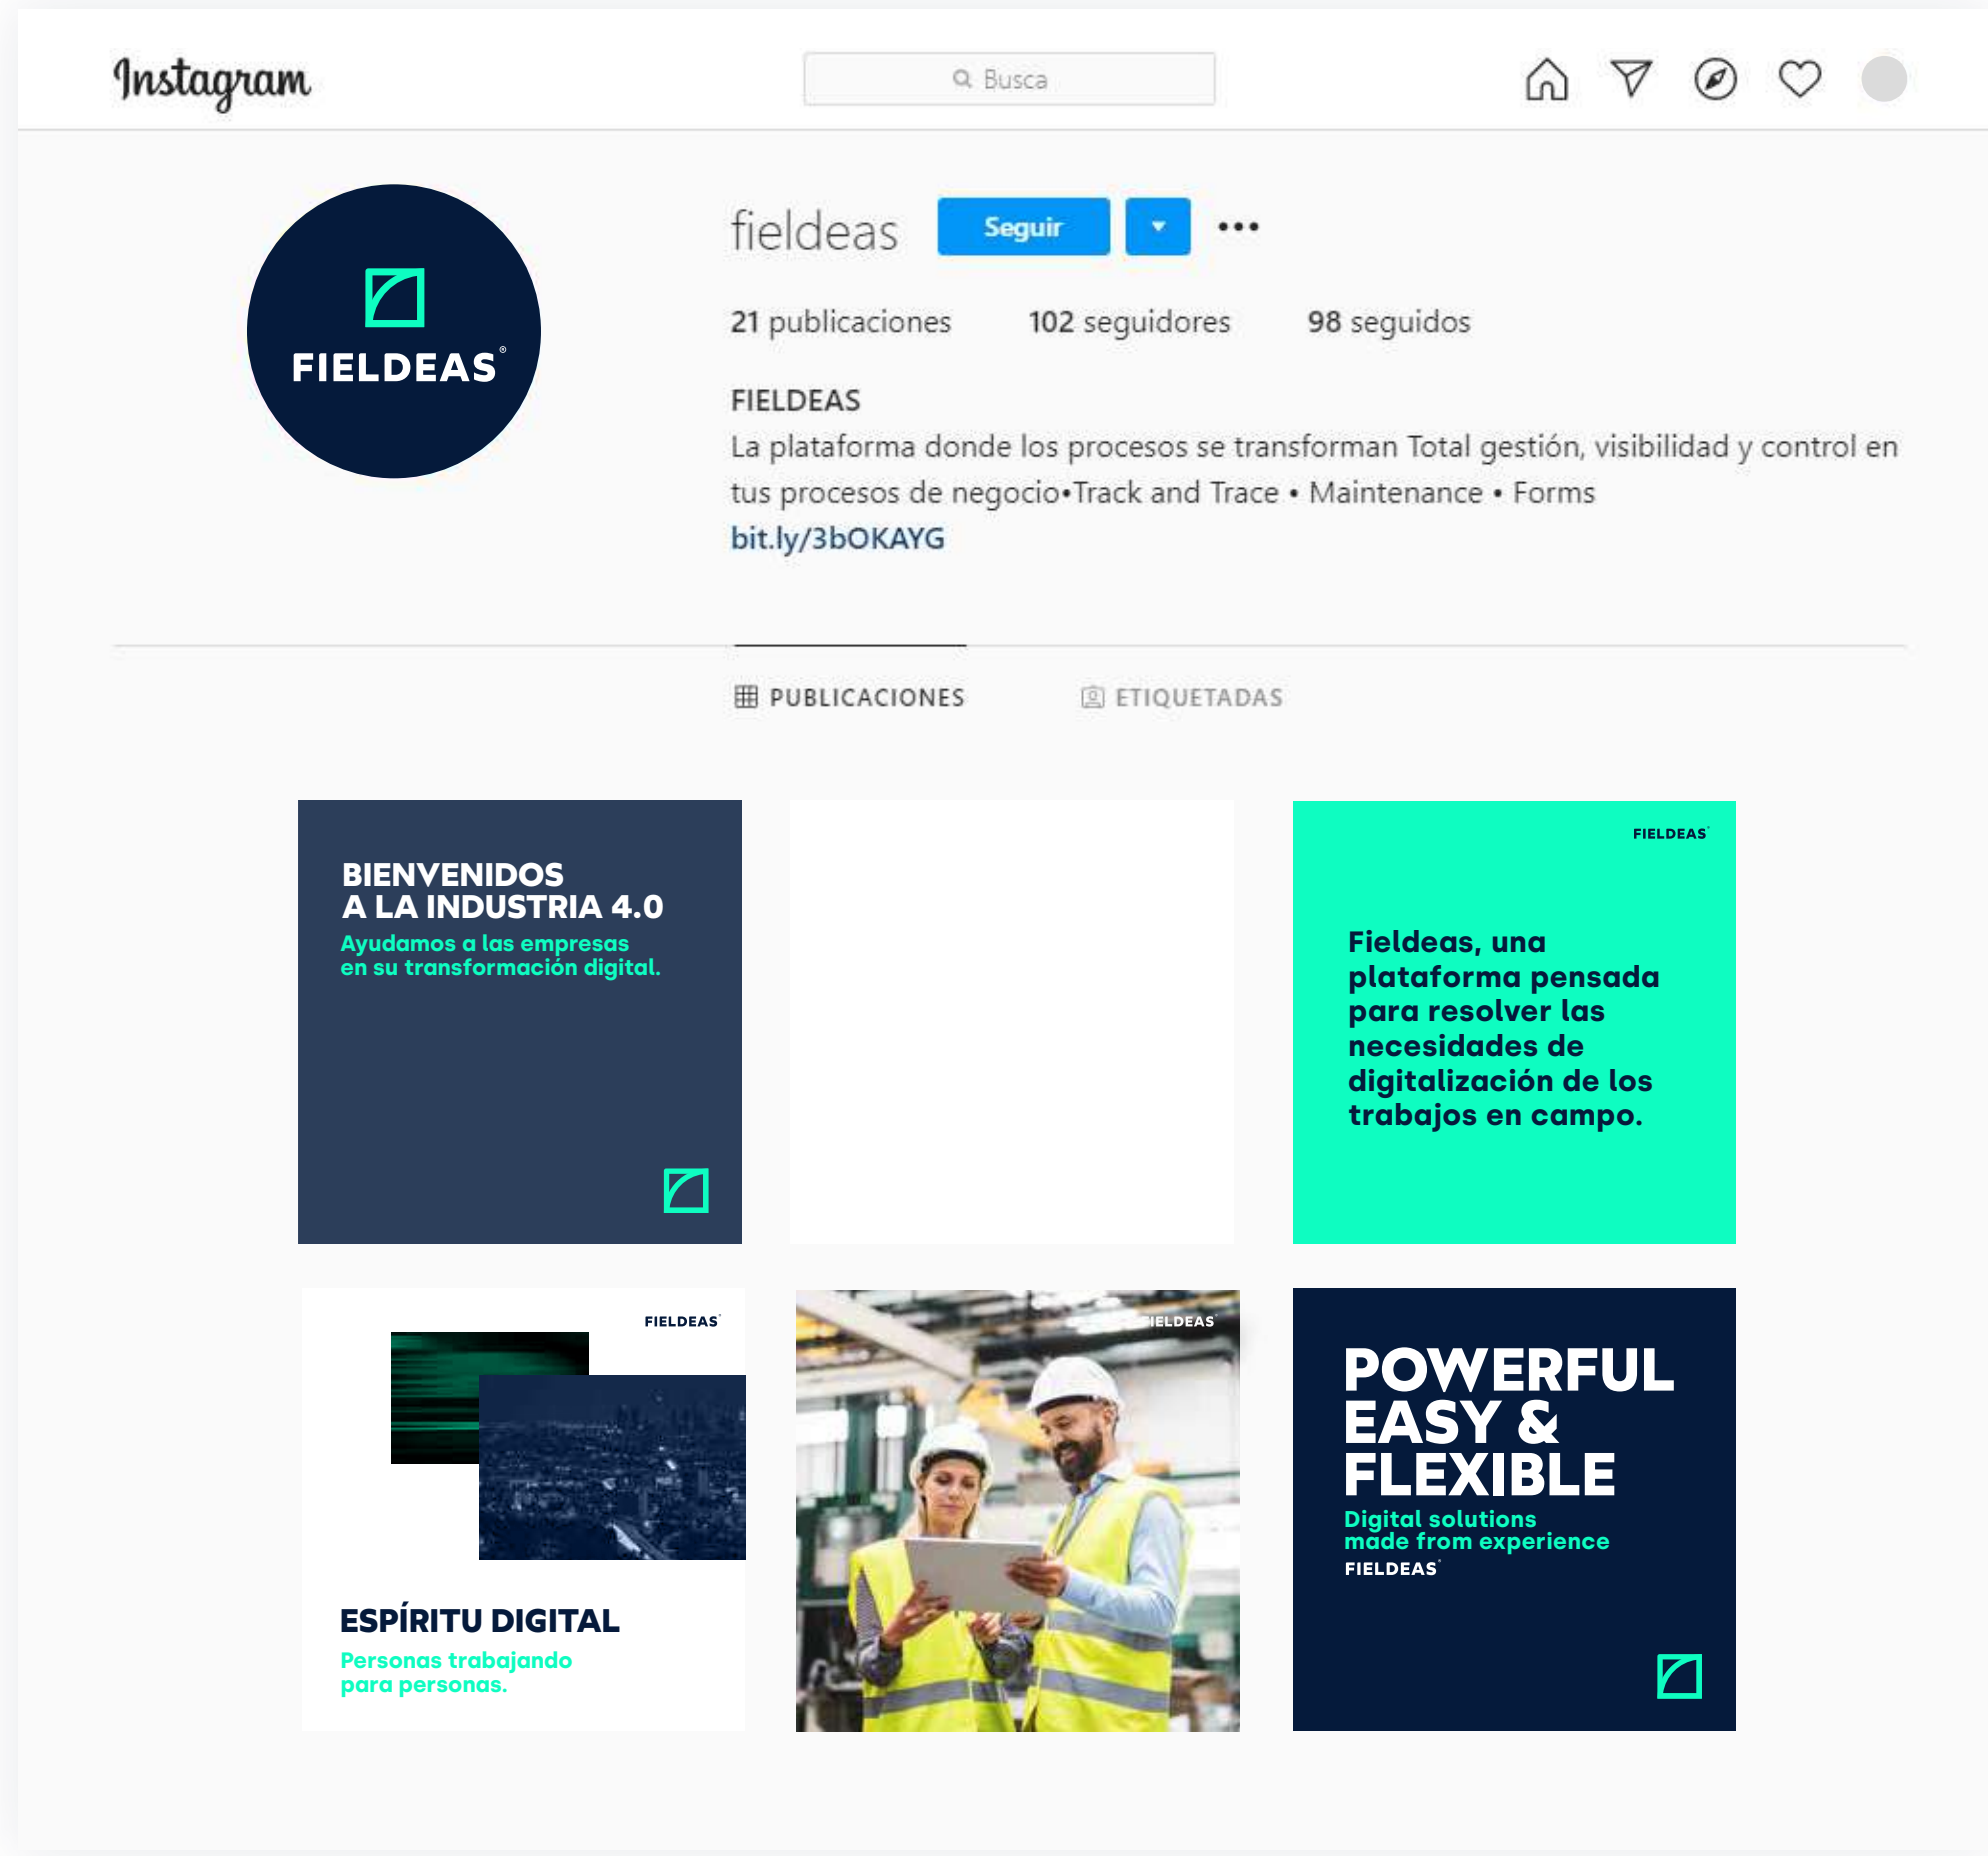 Instagram
Busca
fieldeas Seguir
21 publicaciones 102 seguidores 98 seguidos
FIELDEAS®
FIELDEAS
La plataforma donde los procesos se transforman Total gestión, visibilidad y control en
tus procesos de negocio•Track and Trace • Maintenance • Forms
bit.ly/3bOKAYG
PUBLICACIONES ETIQUETADAS
BIENVENIDOS
A LA INDUSTRIA 4.0
Ayudamos a las empresas
en su transformación digital.
FIELDEAS
Fieldeas, una
plataforma pensada
para resolver las
necesidades de
digitalización de los
trabajos en campo.
FIELDEAS
ESPÍRITU DIGITAL
Personas trabajando
para personas.
FIELDEAS
POWERFUL
EASY &
FLEXIBLE
Digital solutions
made from experience
FIELDEAS